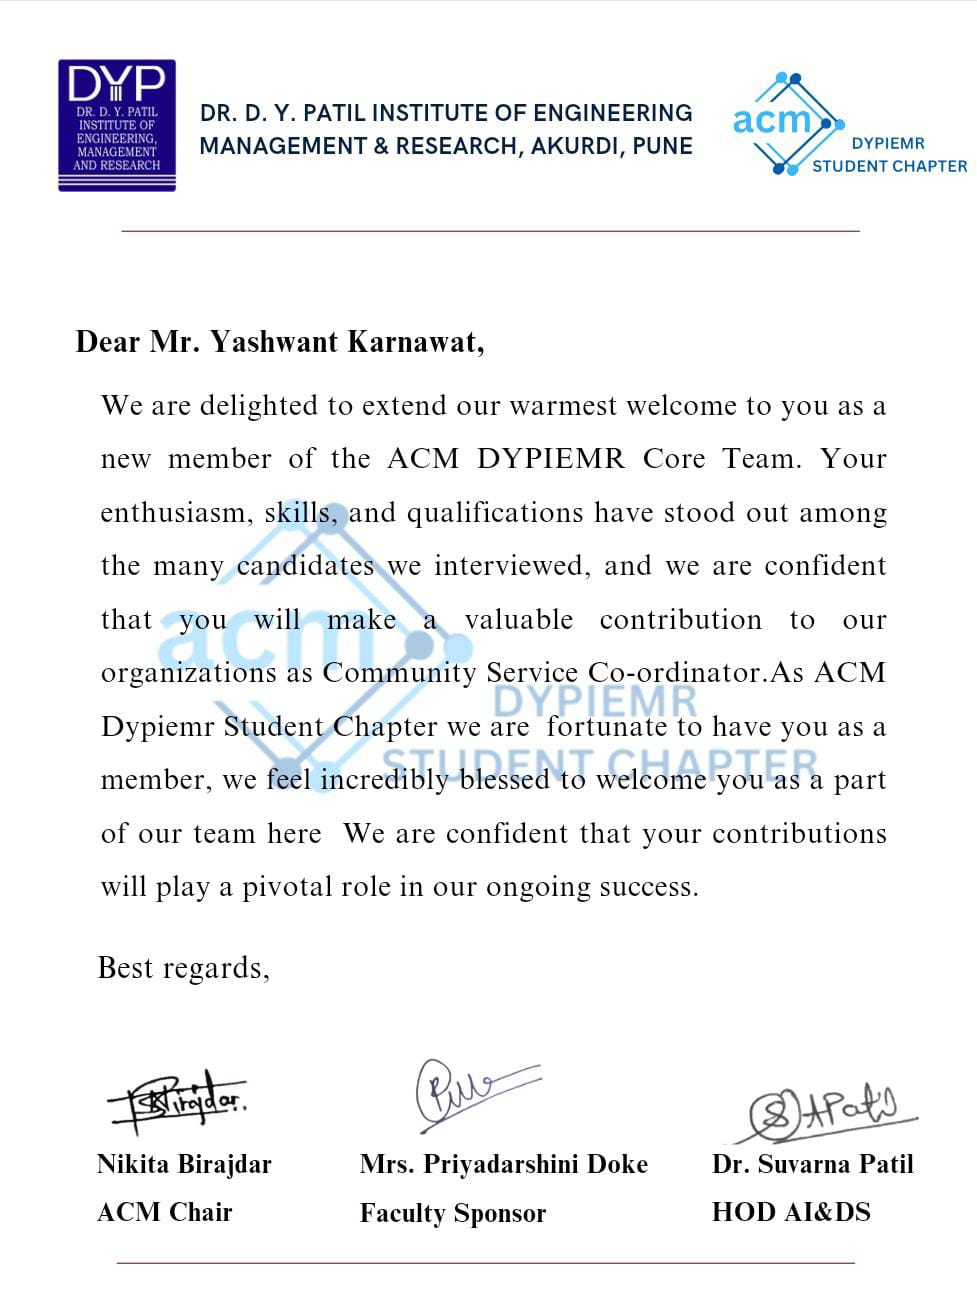 DYP
DR. D. Y. PATIL
INSTITUTE OF
ENGINEERING,
MANAGEMENT
AND RESEARCH
DR. D. Y. PATIL INSTITUTE OF ENGINEERING
MANAGEMENT & RESEARCH, AKURDI, PUNE
acm
DYPIEMR
STUDENT CHAPTER
Dear Mr. Yashwant Karnawat,
We are delighted to extend our warmest welcome to you as a
new member of the ACM DYPIEMR Core Team. Your
enthusiasm, skills, and qualifications have stood out among
the many candidates we interviewed, and we are confident
that you will make a valuable contribution to our
organizations as Community Service Co-ordinator.As ACM
Dypiemr Student Chapter we are fortunate to have you as a
member, we feel incredibly blessed to welcome you as a part
of our team here We are confident that your contributions
will play a pivotal role in our ongoing success.
acm
DYPIEMR
STUDENT CHAPTER
Best regards,
Nikita Birajdar
ACM Chair
Mrs. Priyadarshini Doke
Faculty Sponsor
Dr. Suvarna Patil
HOD AI&DS